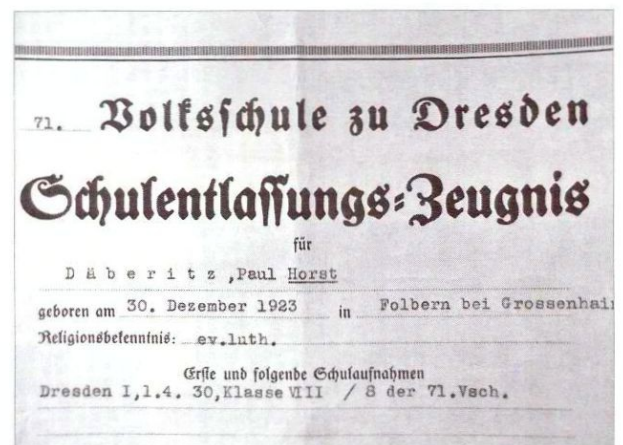 71. Volksschule zu Dresden
Schulentlassungs-Zeugnis
für
Däberitz ,Paul Horst
geboren am 30. Dezember 1923 in Folbern bei Grossenhai
Religionsbekenntnis: ev.luth.
Erste und folgende Schulaufnahmen
Dresden I,1.4. 30,Klasse VIII / 8 der 71.Vsch.